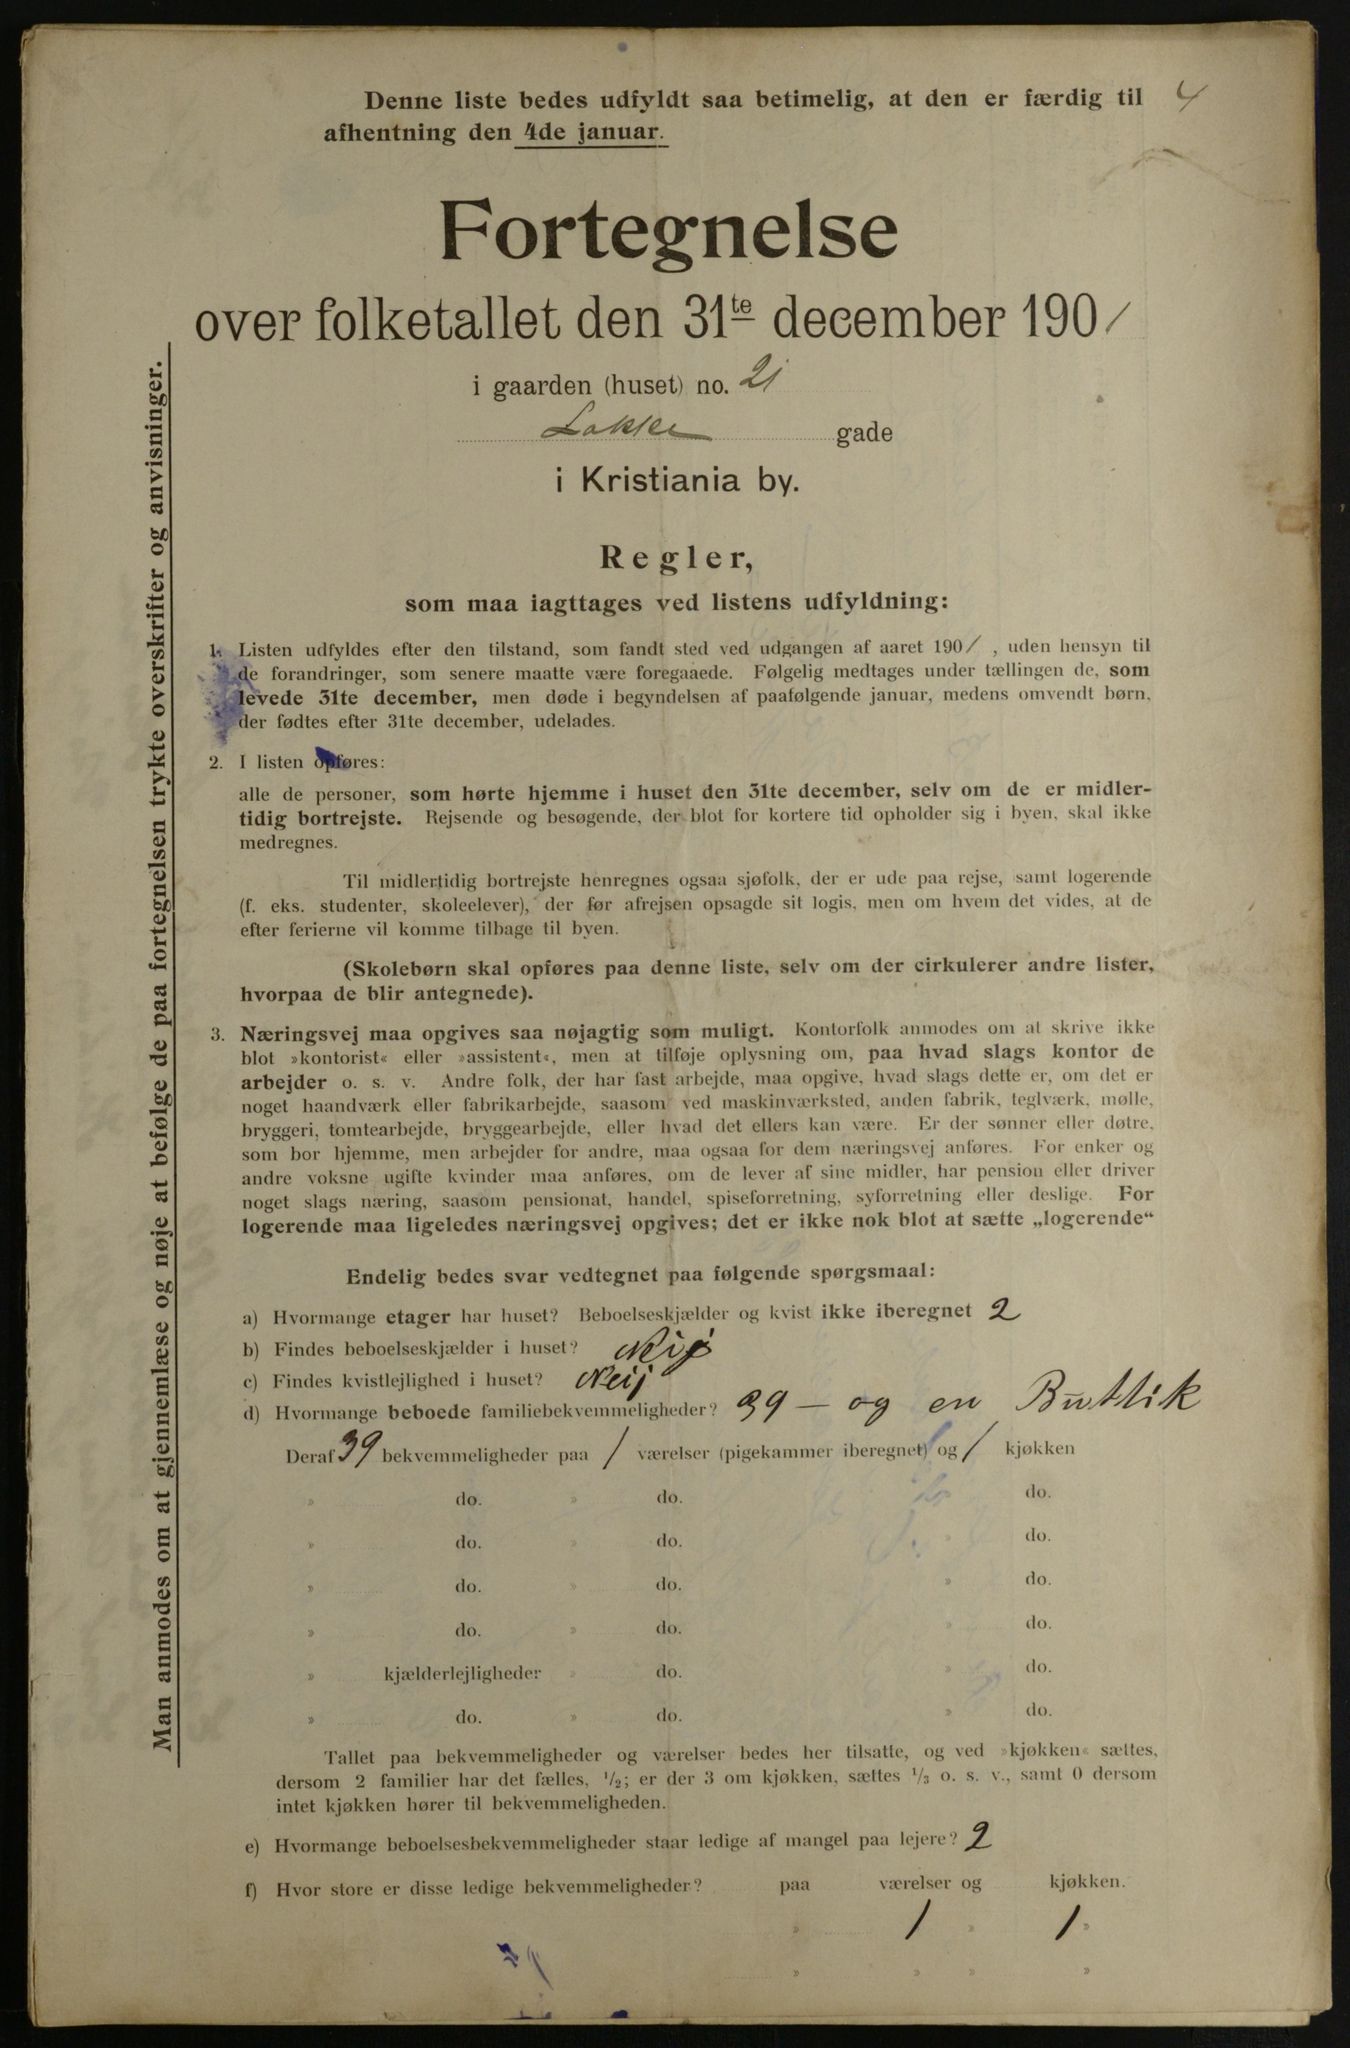 4
Denne liste bedes udfyldt saa betimelig, at den er færdig til
afhentning den 4de januar.
Fortegnelse
over folketallet den 31te december 1901
i gaarden (huset) no. 21
Løkke gade
i Kristiania by.
Regler,
som maa iagttages ved listens udfyldning:
1. Listen udfyldes efter den tilstand, som fandt sted ved udgangen af aaret 1901, uden hensyn til
de forandringer, som senere maatte være foregaaede. Følgelig medtages under tællingen de, som
levede 31te december, men døde i begyndelsen af paafølgende januar, medens omvendt børn,
der fødtes efter 31te december, udelades.
2. I listen opføres:
alle de personer, som hørte hjemme i huset den 31te december, selv om de er midler-
tidig bortrejste. Rejsende og besøgende, der blot for kortere tid opholder sig i byen, skal ikke
medregnes.
Til midlertidig bortrejste henregnes ogsaa sjøfolk, der er ude paa rejse, samt logerende
(f. eks. studenter, skoleelever), der før afrejsen opsagde sit logis, men om hvem det vides, at de
efter ferierne vil komme tilbage til byen.
(Skolebørn skal opføres paa denne liste, selv om der cirkulerer andre lister,
hvorpaa de blir antegnede).
3. Næringsvej maa opgives saa nøjagtig som muligt. Kontorfolk anmodes om at skrive ikke
blot »kontorist« eller »assistent«, men at tilføje oplysning om, paa hvad slags kontor de
arbejder o. s. v. Andre folk, der har fast arbejde, maa opgive, hvad slags dette er, om det er
noget haandværk eller fabrikarbejde, saasom ved maskinværksted, anden fabrik, teglværk, mølle,
bryggeri, tomtearbejde, bryggearbejde, eller hvad det ellers kan være. Er der sønner eller døtre,
som bor hjemme, men arbejder for andre, maa ogsaa for dem næringsvej anføres. For enker og
andre voksne ugifte kvinder maa anføres, om de lever af sine midler, har pension eller driver
noget slags næring, saasom pensionat, handel, spiseforretning, syforretning eller deslige. For
logerende maa ligeledes næringsvej opgives; det er ikke nok blot at sætte „logerende“
Endelig bedes svar vedtegnet paa følgende spørgsmaal:
a) Hvormange etager har huset? Beboelseskjælder og kvist ikke iberegnet 2
b) Findes beboelseskjælder i huset? Neij
c) Findes kvistlejlighed i huset? Neij
d) Hvormange beboede familiebekvemmeligheder? 39 – og en Buttik
Deraf 39 bekvemmeligheder paa 1 værelser (pigekammer iberegnet) og 1 kjøkken
» do. » do. » do.
» do. » do. » do.
» do. » do. » do.
» do. » do. » do.
» kjælderlejligheder » do. » do.
» do. » do. » do.
Tallet paa bekvemmeligheder og værelser bedes her tilsatte, og ved »kjøkken« sættes,
dersom 2 familier har det fælles, 1/2; er der 3 om kjøkken, sættes 1/3 o. s. v., samt 0 dersom
intet kjøkken hører til bekvemmeligheden.
e) Hvormange beboelsesbekvemmeligheder staar ledige af mangel paa lejere? 2
f) Hvor store er disse ledige bekvemmeligheder? paa værelser og kjøkken.
» 1 » 1 »
» » » »
Man anmodes om at gjennemlæse og nøje at befølge de paa fortegnelsen trykte overskrifter og anvisninger.